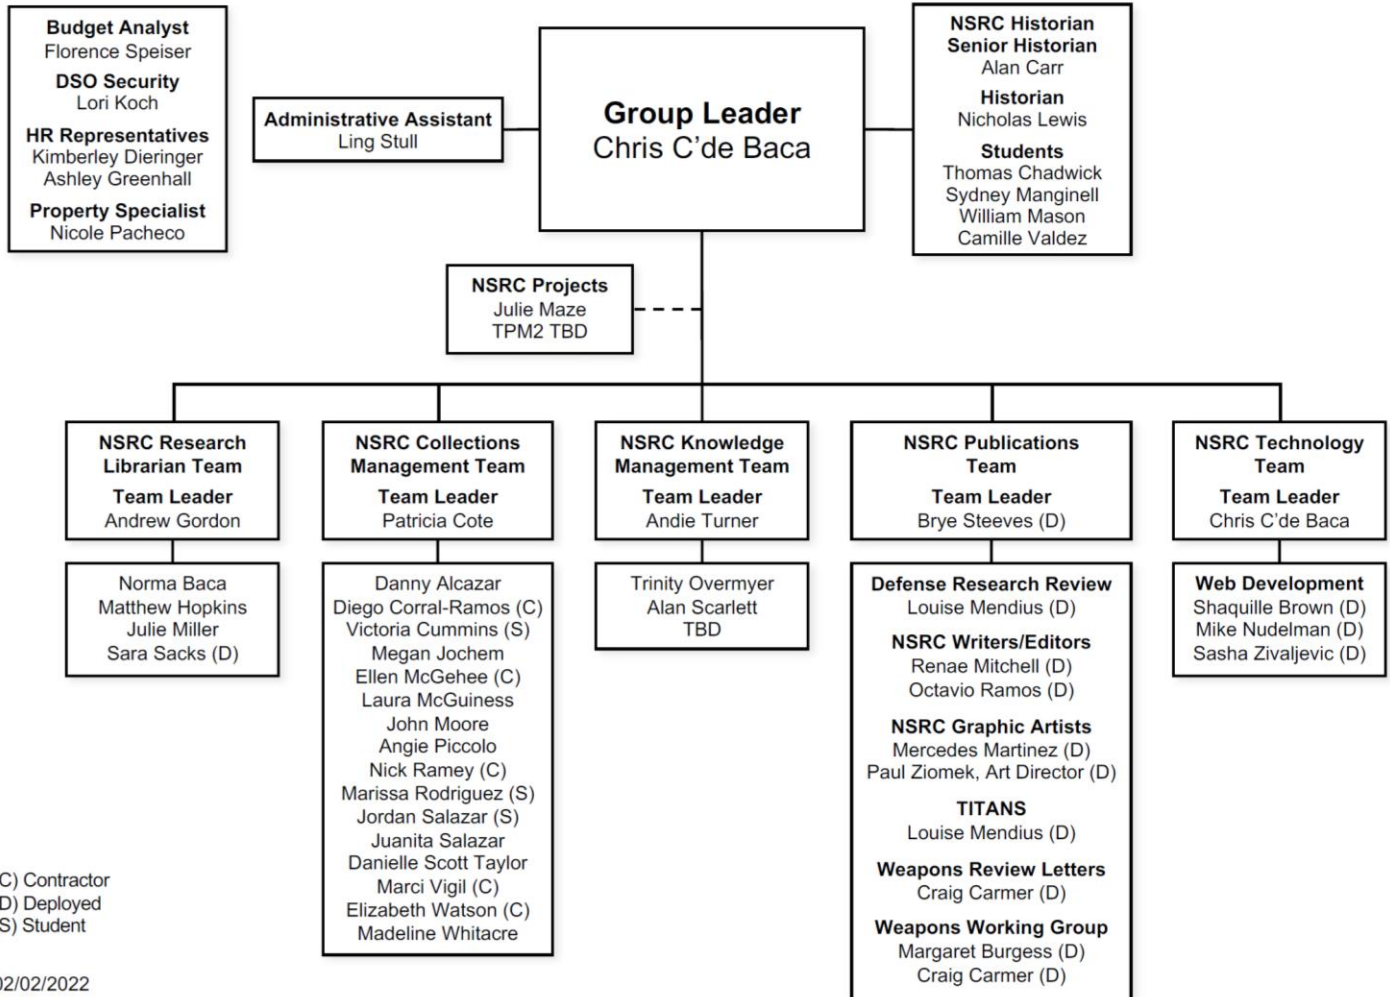 Budget Analyst
Florence Speiser
DSO Security
Lori Koch
HR Representatives
Kimberley Dieringer
Ashley Greenhall
Property Specialist
Nicole Pacheco
Administrative Assistant
Ling Stull
Group Leader
Chris C’de Baca
NSRC Historian
Senior Historian
Alan Carr
Historian
Nicholas Lewis
Students
Thomas Chadwick
Sydney Manginell
William Mason
Camille Valdez
NSRC Projects
Julie Maze
TPM2 TBD
NSRC Research
Librarian Team
Team Leader
Andrew Gordon
Norma Baca
Matthew Hopkins
Julie Miller
Sara Sacks (D)
NSRC Collections
Management Team
Team Leader
Patricia Cote
Danny Alcazar
Diego Corral-Ramos (C)
Victoria Cummins (S)
Megan Jochem
Ellen McGehee (C)
Laura McGuiness
John Moore
Angie Piccolo
Nick Ramey (C)
Marissa Rodriguez (S)
Jordan Salazar (S)
Juanita Salazar
Danielle Scott Taylor
Marci Vigil (C)
Elizabeth Watson (C)
Madeline Whitacre
NSRC Knowledge
Management Team
Team Leader
Andie Turner
Trinity Overmyer
Alan Scarlett
TBD
NSRC Publications
Team
Team Leader
Brye Steeves (D)
Defense Research Review
Louise Mendius (D)
NSRC Writers/Editors
Renae Mitchell (D)
Octavio Ramos (D)
NSRC Graphic Artists
Mercedes Martinez (D)
Paul Ziomek, Art Director (D)
TITANS
Louise Mendius (D)
Weapons Review Letters
Craig Carmer (D)
Weapons Working Group
Margaret Burgess (D)
Craig Carmer (D)
NSRC Technology
Team
Team Leader
Chris C’de Baca
Web Development
Shaquille Brown (D)
Mike Nudelman (D)
Sasha Zivaljevic (D)
C) Contractor
D) Deployed
S) Student
02/02/2022